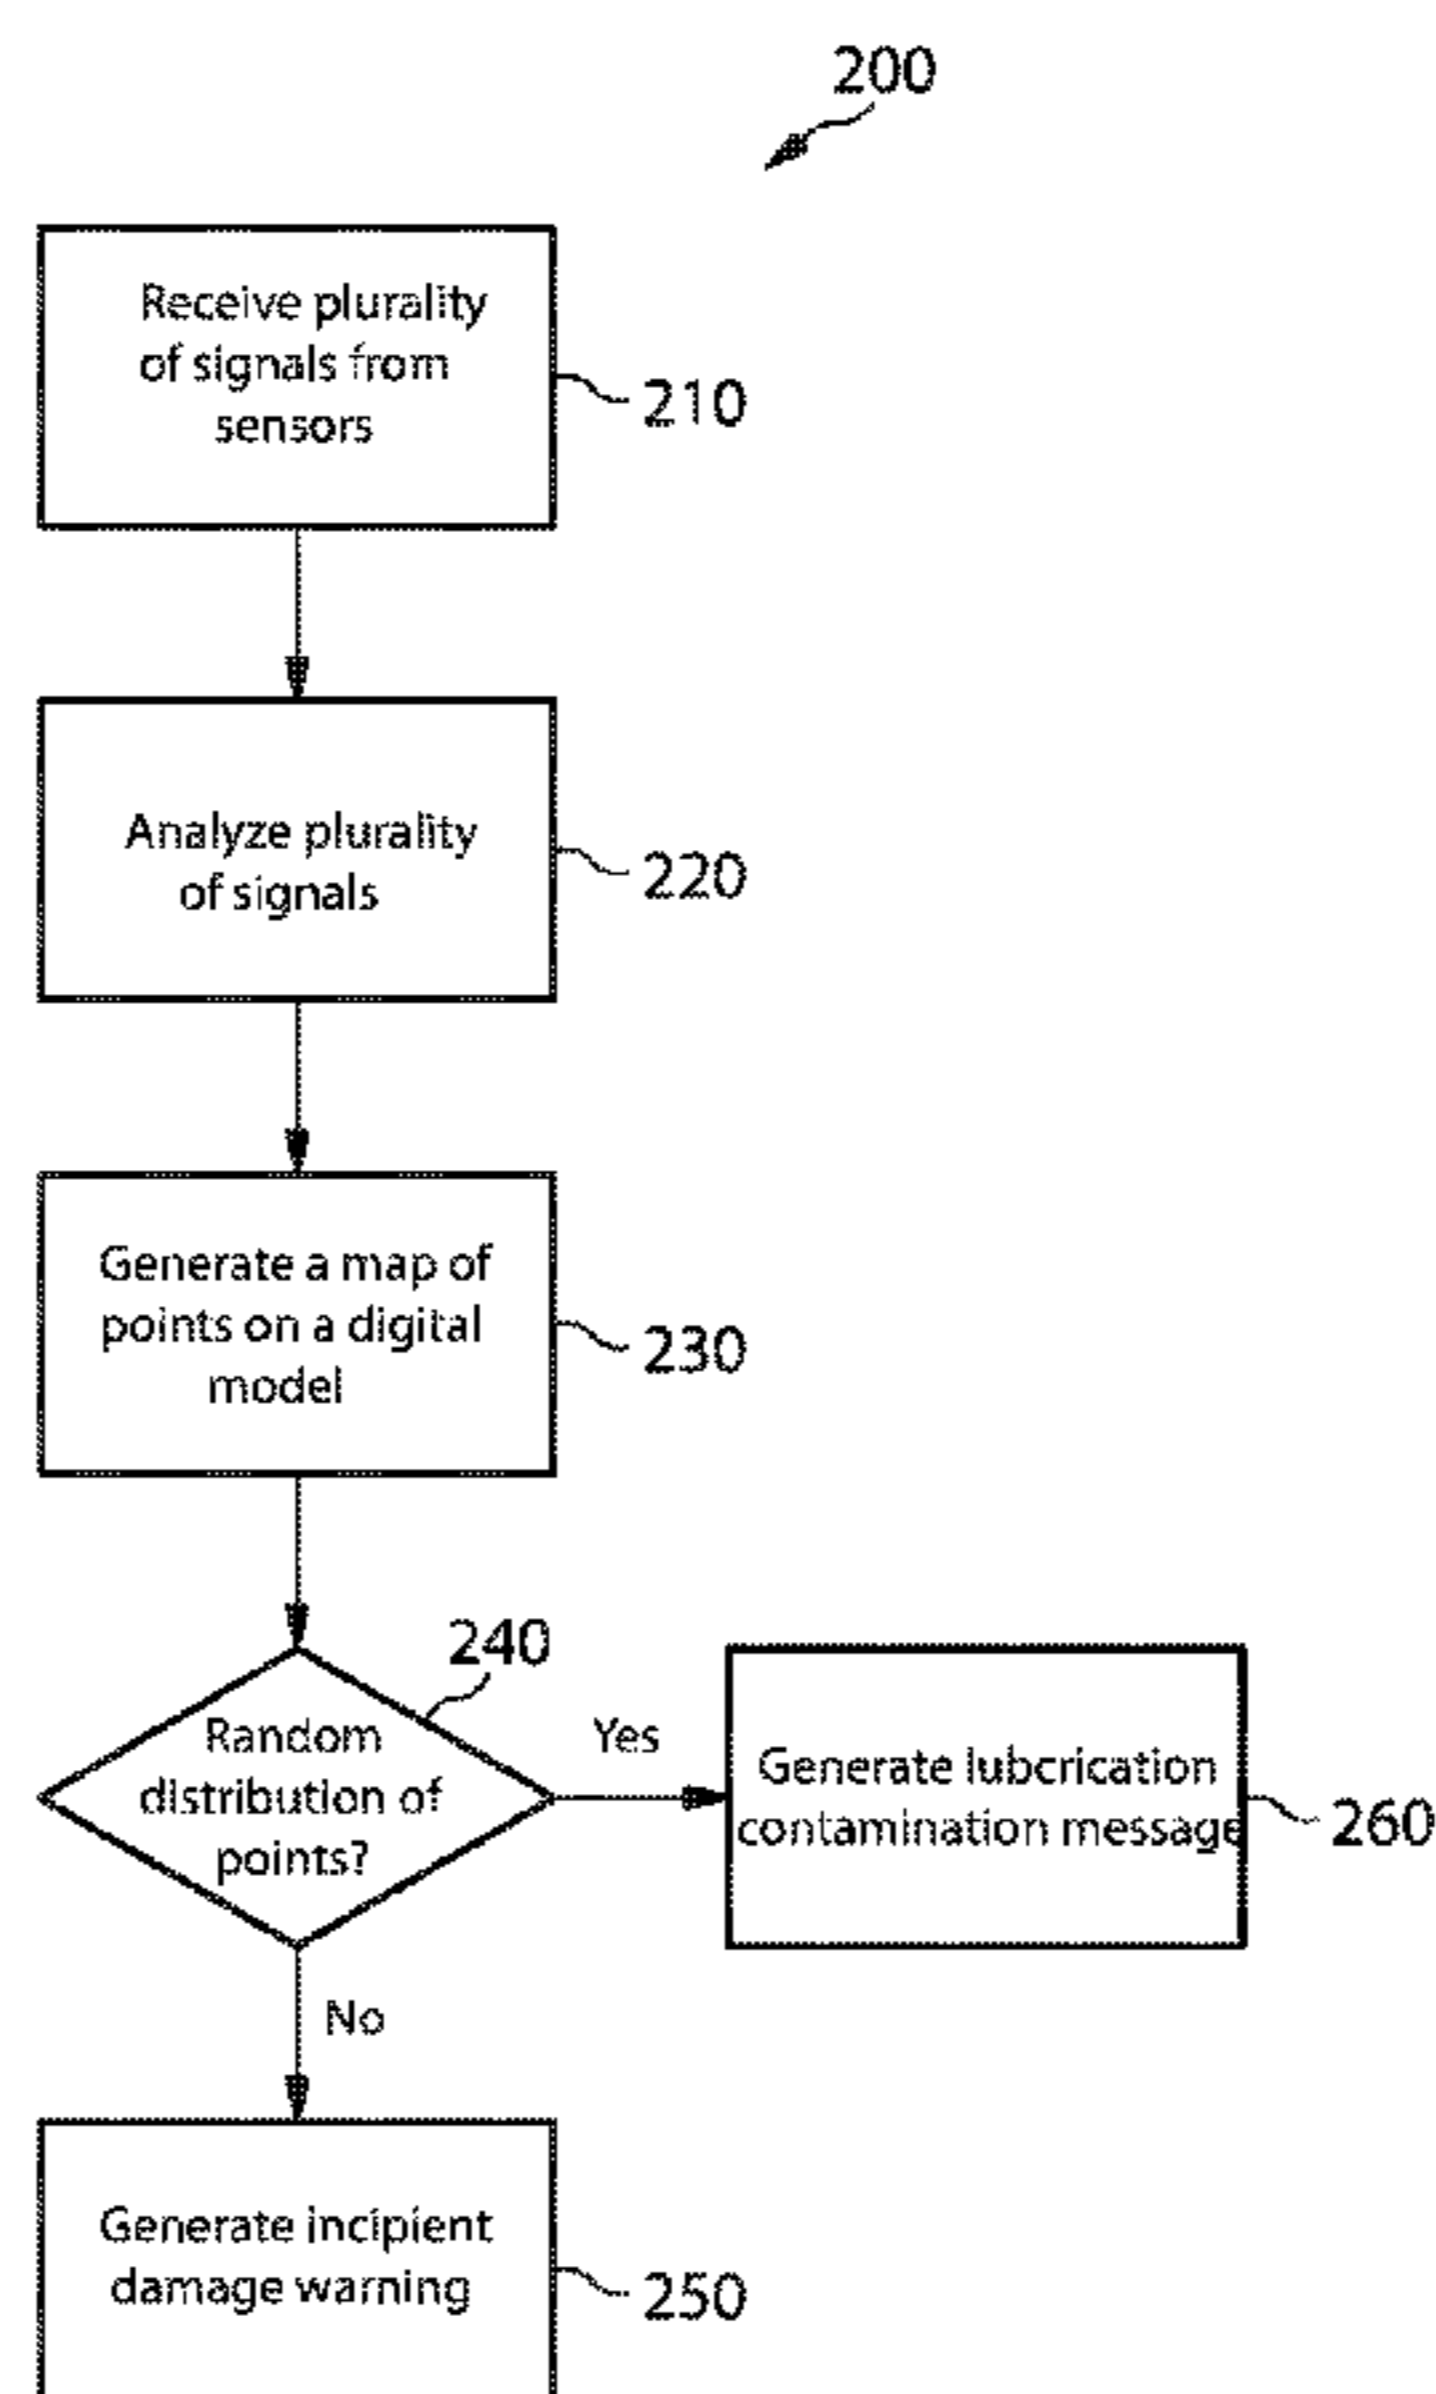 200
Receive plurality
of signals from
sensors
210
Analyze plurality
of signals
220
Generate a map of
points on a digital
model
230
240
Random
distribution of
points?
Yes
Generate lubcrication
contamination message
260
No
Generate incipient
damage warning
250